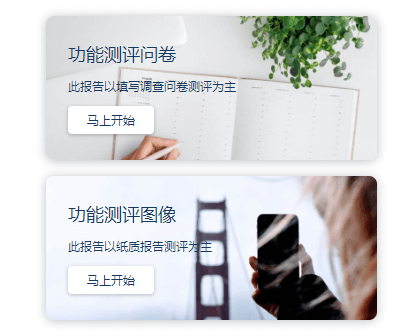 功能测评问卷
此报告以填写调查问卷测评为主
马上开始
功能测评图像
此报告以纸质报告测评为主
马上开始